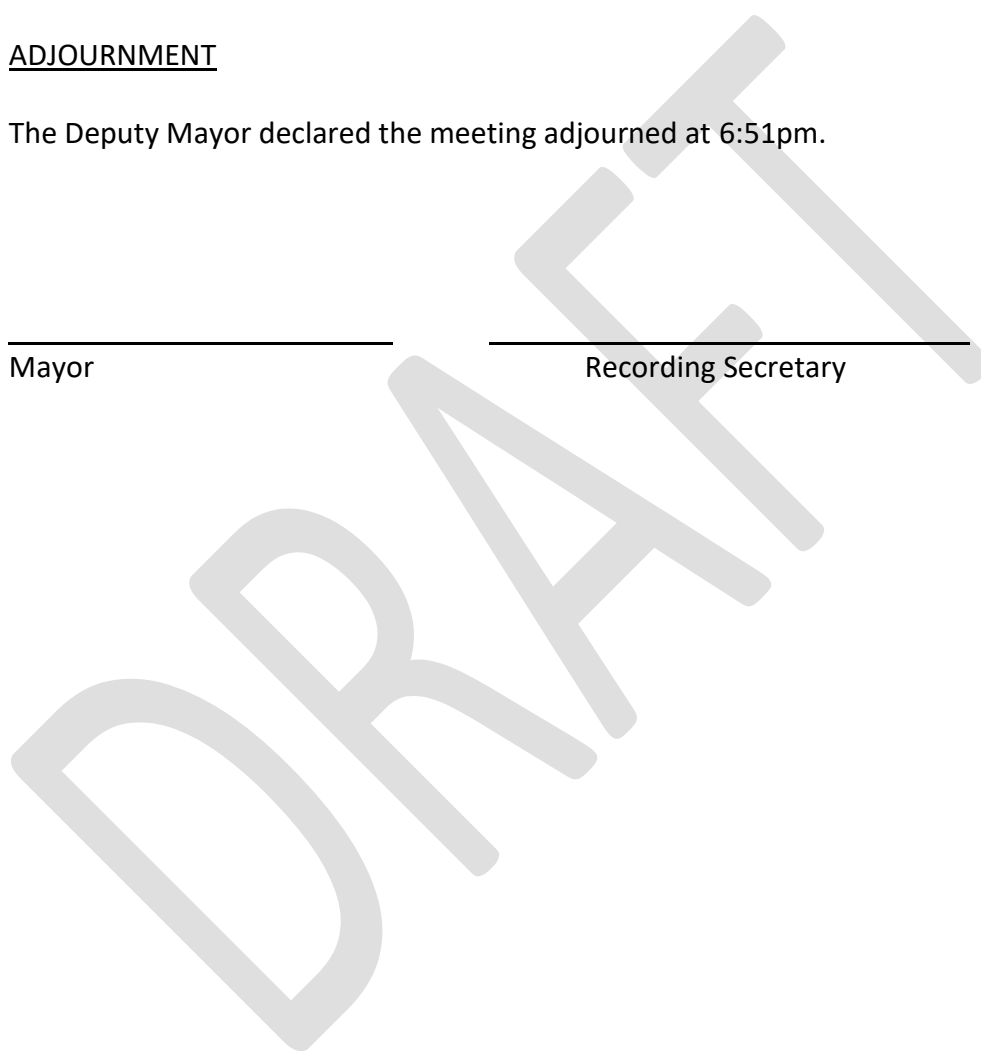 ADJOURNMENT
The Deputy Mayor declared the meeting adjourned at 6:51pm.
Mayor Recording Secretary
DRAFT